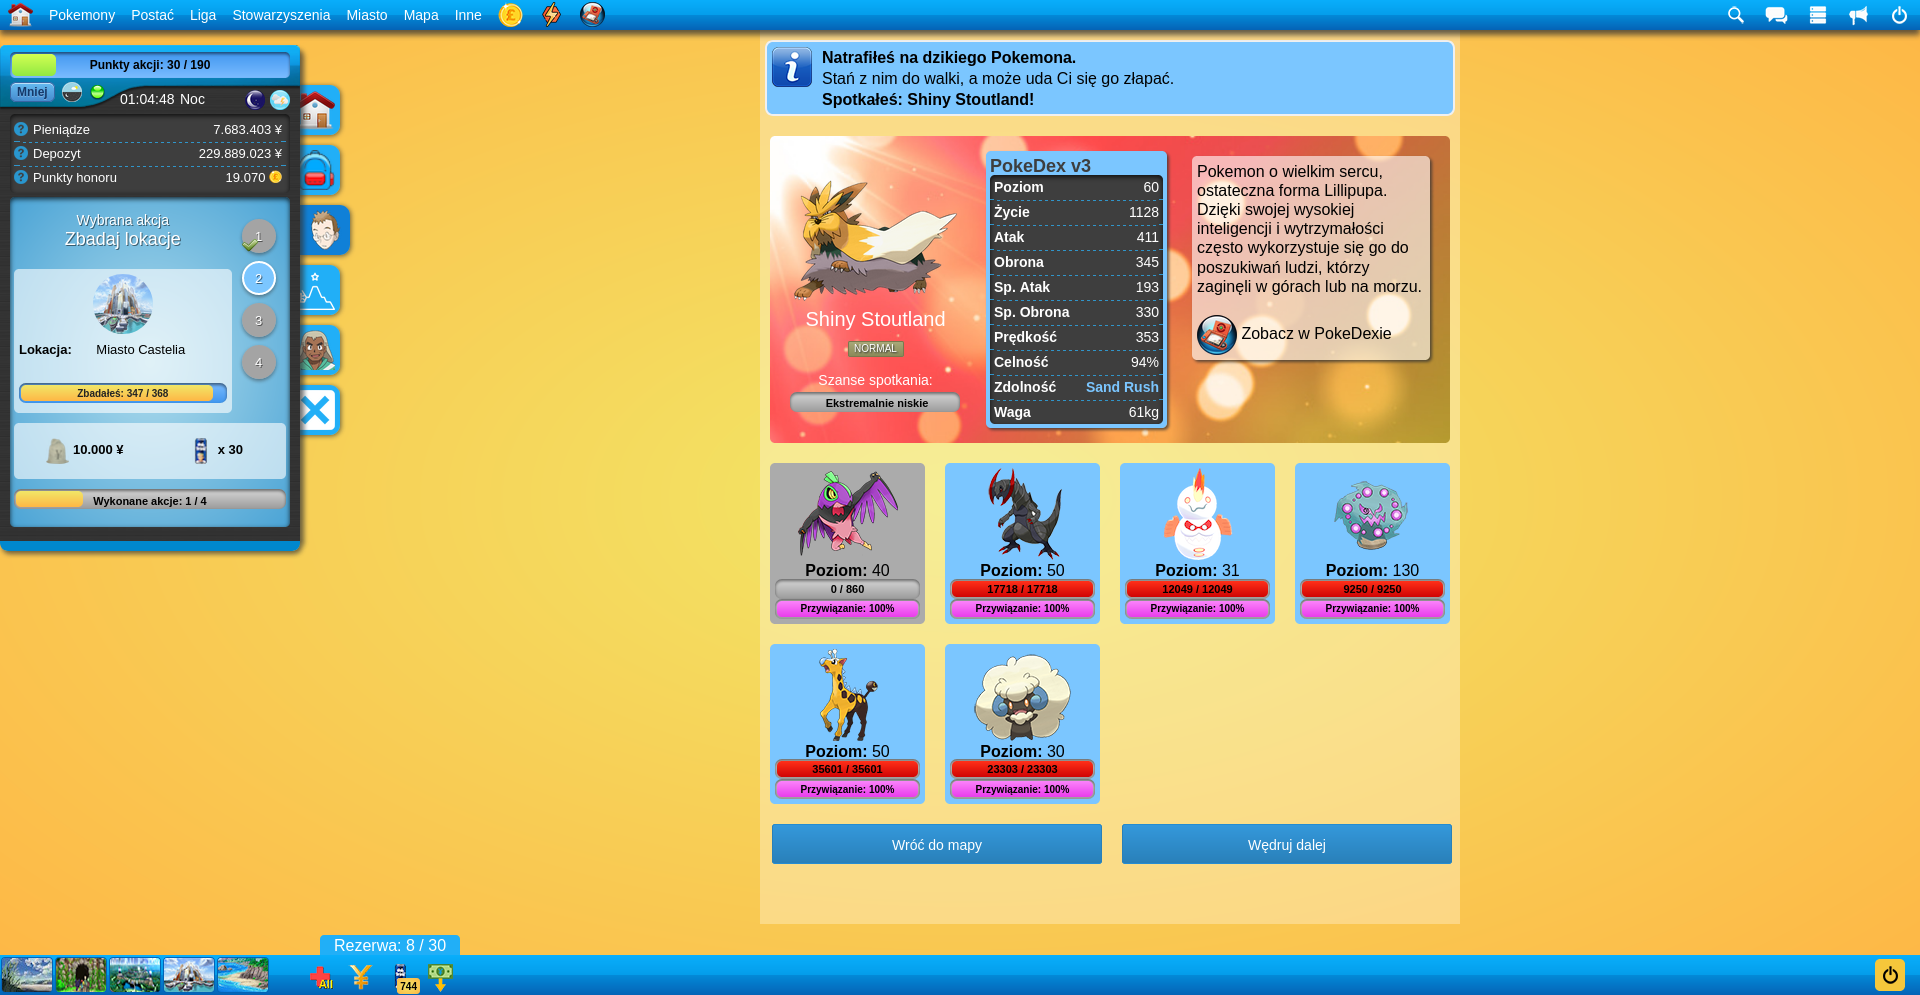 Pokemony Postać Liga Stowarzyszenia Miasto Mapa Inne
Punkty akcji: 30 / 190
Mniej
01:04:48 Noc
Pieniądze 7.683.403 ¥
Depozyt 229.889.023 ¥
Punkty honoru 19.070
Wybrana akcja
Zbadaj lokacje
1
2
3
4
Lokacja: Miasto Castelia
Zbadałeś: 347 / 368
10.000 ¥ x 30
Wykonane akcje: 1 / 4
Natrafiłeś na dzikiego Pokemona.
Stań z nim do walki, a może uda Ci się go złapać.
Spotkałeś: Shiny Stoutland!
Shiny Stoutland
NORMAL
Szanse spotkania:
Ekstremalnie niskie
PokeDex v3
Poziom 60
Życie 1128
Atak 411
Obrona 345
Sp. Atak 193
Sp. Obrona 330
Prędkość 353
Celność 94%
Zdolność Sand Rush
Waga 61kg
Pokemon o wielkim sercu,
ostateczna forma Lillipupa.
Dzięki swojej wysokiej
inteligencji i wytrzymałości
często wykorzystuje się go do
poszukiwań ludzi, którzy
zaginęli w górach lub na morzu.
Zobacz w PokeDexie
Poziom: 40
0 / 860
Przywiązanie: 100%
Poziom: 50
17718 / 17718
Przywiązanie: 100%
Poziom: 31
12049 / 12049
Przywiązanie: 100%
Poziom: 130
9250 / 9250
Przywiązanie: 100%
Poziom: 50
35601 / 35601
Przywiązanie: 100%
Poziom: 30
23303 / 23303
Przywiązanie: 100%
Wróć do mapy
Wędruj dalej
Rezerwa: 8 / 30
All
744